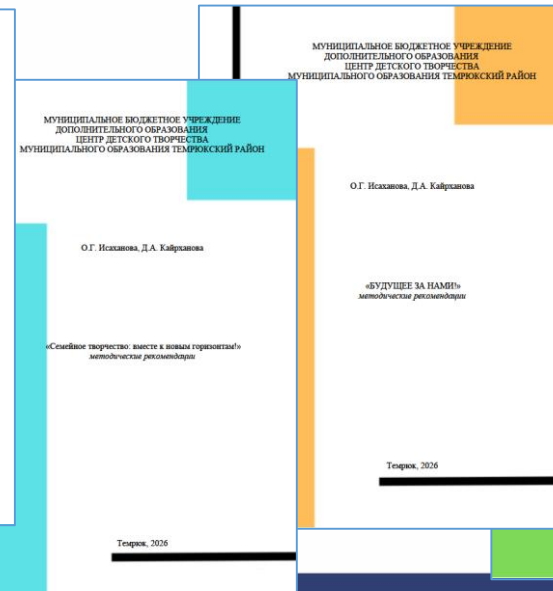 МУНИЦИПАЛЬНОЕ БЮДЖЕТНОЕ УЧРЕЖДЕНИЕ
ДОПОЛНИТЕЛЬНОГО ОБРАЗОВАНИЯ
ЦЕНТР ДЕТСКОГО ТВОРЧЕСТВА
МУНИЦИПАЛЬНОГО ОБРАЗОВАНИЯ ТЕМРЮКСКИЙ РАЙОН
О.Г. Исаханова, Д.А. Кайрханова
«Семейное творчество: вместе к новым горизонтам!»
методические рекомендации
Темрюк, 2026
МУНИЦИПАЛЬНОЕ БЮДЖЕТНОЕ УЧРЕЖДЕНИЕ
ДОПОЛНИТЕЛЬНОГО ОБРАЗОВАНИЯ
ЦЕНТР ДЕТСКОГО ТВОРЧЕСТВА
МУНИЦИПАЛЬНОГО ОБРАЗОВАНИЯ ТЕМРЮКСКИЙ РАЙОН
О.Г. Исаханова, Д.А. Кайрханова
«БУДУЩЕЕ ЗА НАМИ!»
методические рекомендации
Темрюк, 2026